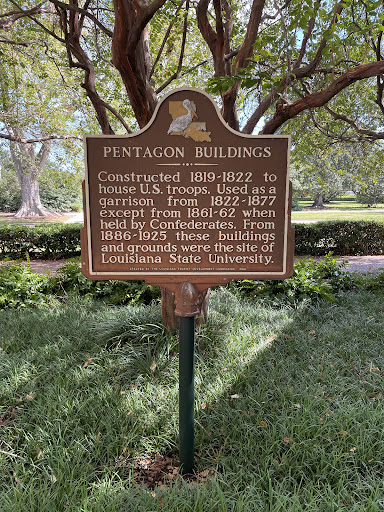 PENTAGON BUILDINGS
Constructed 1819-1822 to
house U.S. troops. Used as a
garrison from 1822-1877
except from 1861-62 when
held by Confederates. From
1886-1925 these buildings
and grounds were the site of
Louisiana State University.